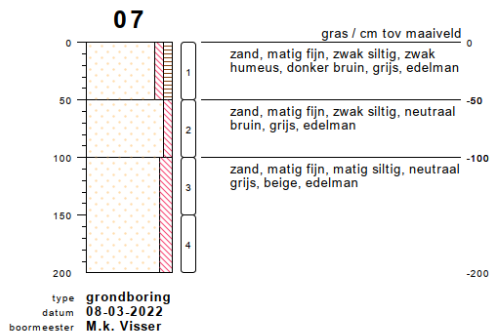 07
gras / cm tov maaiveld
0
0
zand, matig fijn, zwak siltig, zwak
humeus, donker bruin, grijs, edelman
1
50
-50
zand, matig fijn, zwak siltig, neutraal
bruin, grijs, edelman
2
100
-100
zand, matig fijn, matig siltig, neutraal
grijs, beige, edelman
3
150
4
200
-200
type grondboring
datum 08-03-2022
boormeester M.k. Visser